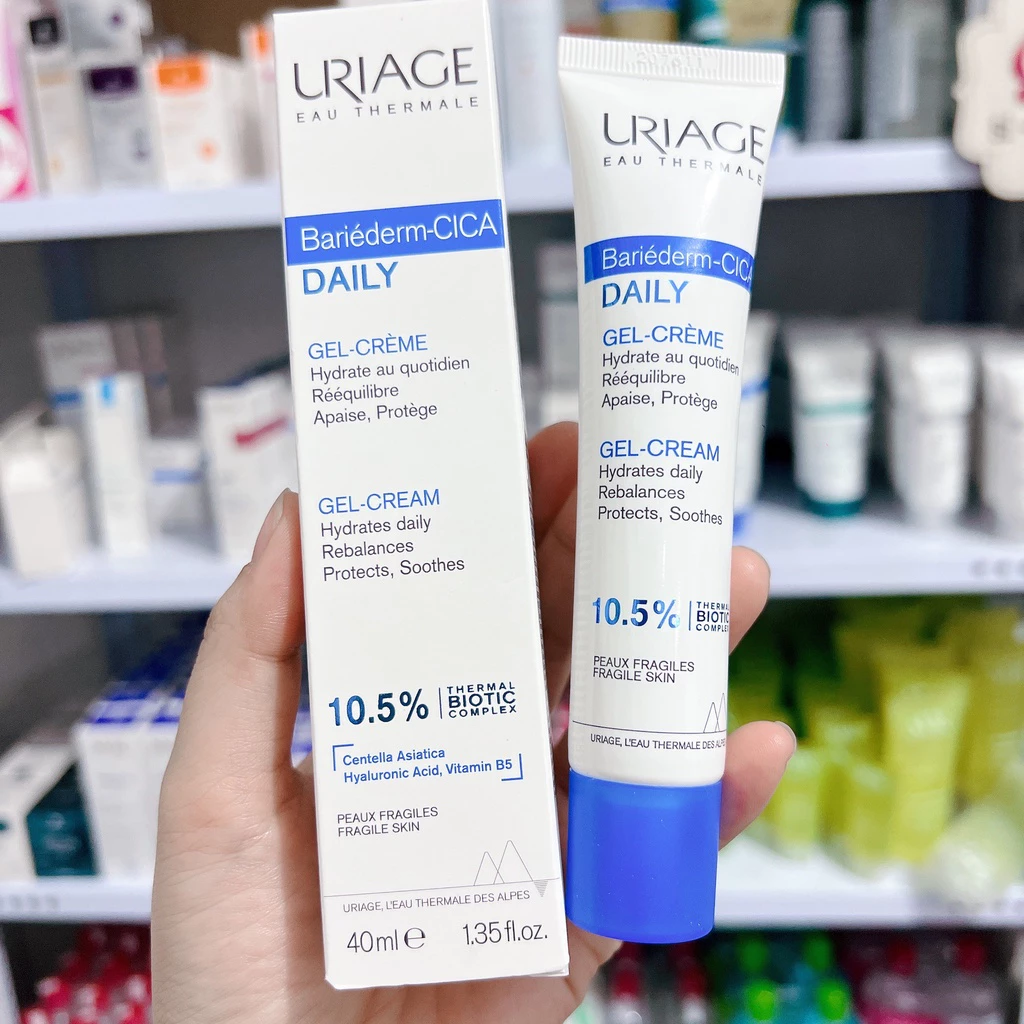 URIAGE
EAU THERMALE
Bariéderm-CICA
DAILY
GEL-CRÈME
Hydrate au quotidien
Rééquilibre
Apaise, Protège
GEL-CREAM
Hydrates daily
Rebalances
Protects, Soothes
10.5% THERMAL
BIOTIC
COMPLEX
Centella Asiatica
Hyaluronic Acid, Vitamin B5
PEAUX FRAGILES
FRAGILE SKIN
URIAGE, L'EAU THERMALE DES ALPES
40ml e 1.35 fl.oz.
URIAGE
EAU THERMALE
Bariéderm-CICA
DAILY
GEL-CRÈME
Hydrate au quotidien
Rééquilibre
Apaise, Protège
GEL-CREAM
Hydrates daily
Rebalances
Protects, Soothes
10.5% THERMA
BIOTIC
COMPLE
PEAUX FRAGILES
FRAGILE SKIN
URIAGE, L'EAU THERMALE DES AL